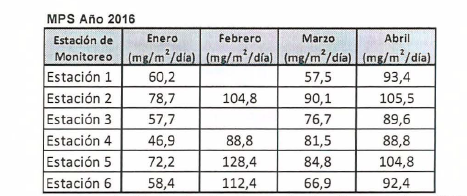 MPS Año 2016
Estación de Monitoreo Enero (mg/m²/día) Febrero (mg/m²/día) Marzo (mg/m²/día) Abril (mg/m²/día)
Estación 1 60,2 57,5 93,4
Estación 2 78,7 104,8 90,1 105,5
Estación 3 57,7 76,7 89,6
Estación 4 46,9 88,8 81,5 88,8
Estación 5 72,2 128,4 84,8 104,8
Estación 6 58,4 112,4 66,9 92,4